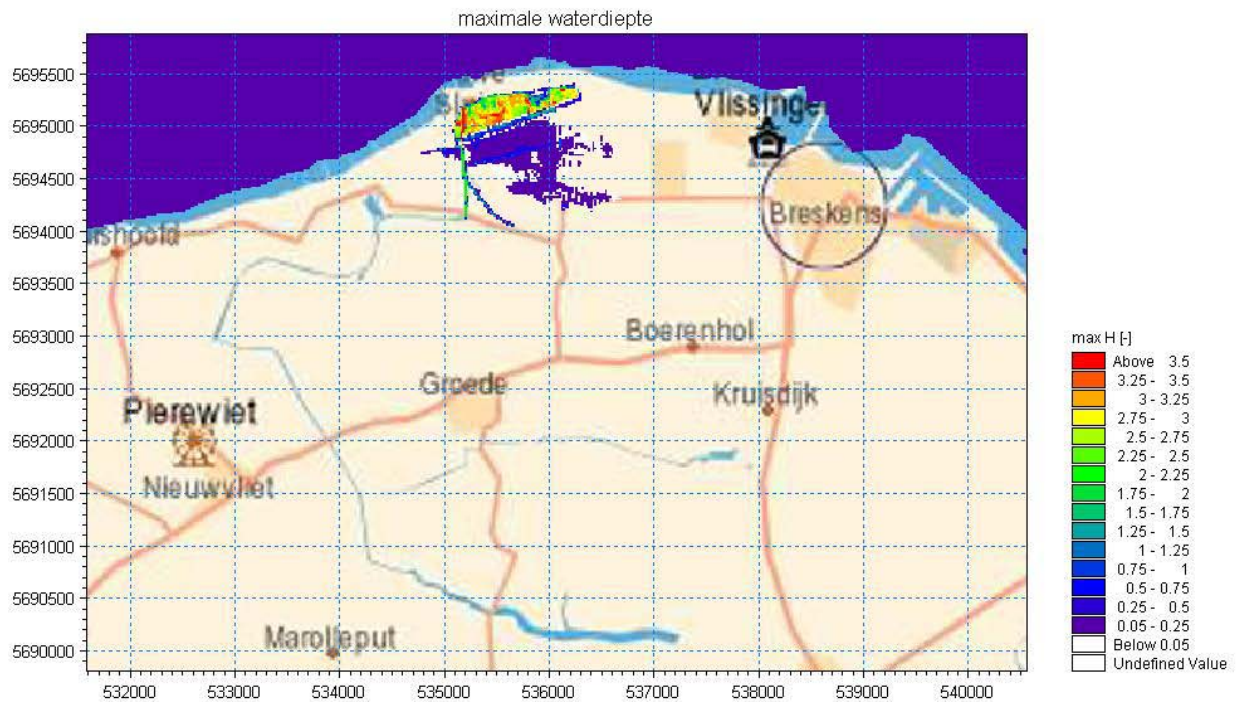 maximale waterdiepte
5695500
5695000
5694500
5694000
5693500
5693000
5692500
5692000
5691500
5691000
5690500
5690000
Vlissinge
Breskens
Boerenhol
Groede
Kruisdijk
Pierewiet
Nieuwvliet
Marolleput
532000 533000 534000 535000 536000 537000 538000 539000 540000
max H [-]
Above 3.5
3.25 - 3.5
3 - 3.25
2.75 - 3
2.5 - 2.75
2.25 - 2.5
2 - 2.25
1.75 - 2
1.5 - 1.75
1.25 - 1.5
1 - 1.25
0.75 - 1
0.5 - 0.75
0.25 - 0.5
0.05 - 0.25
Below 0.05
Undefined Value